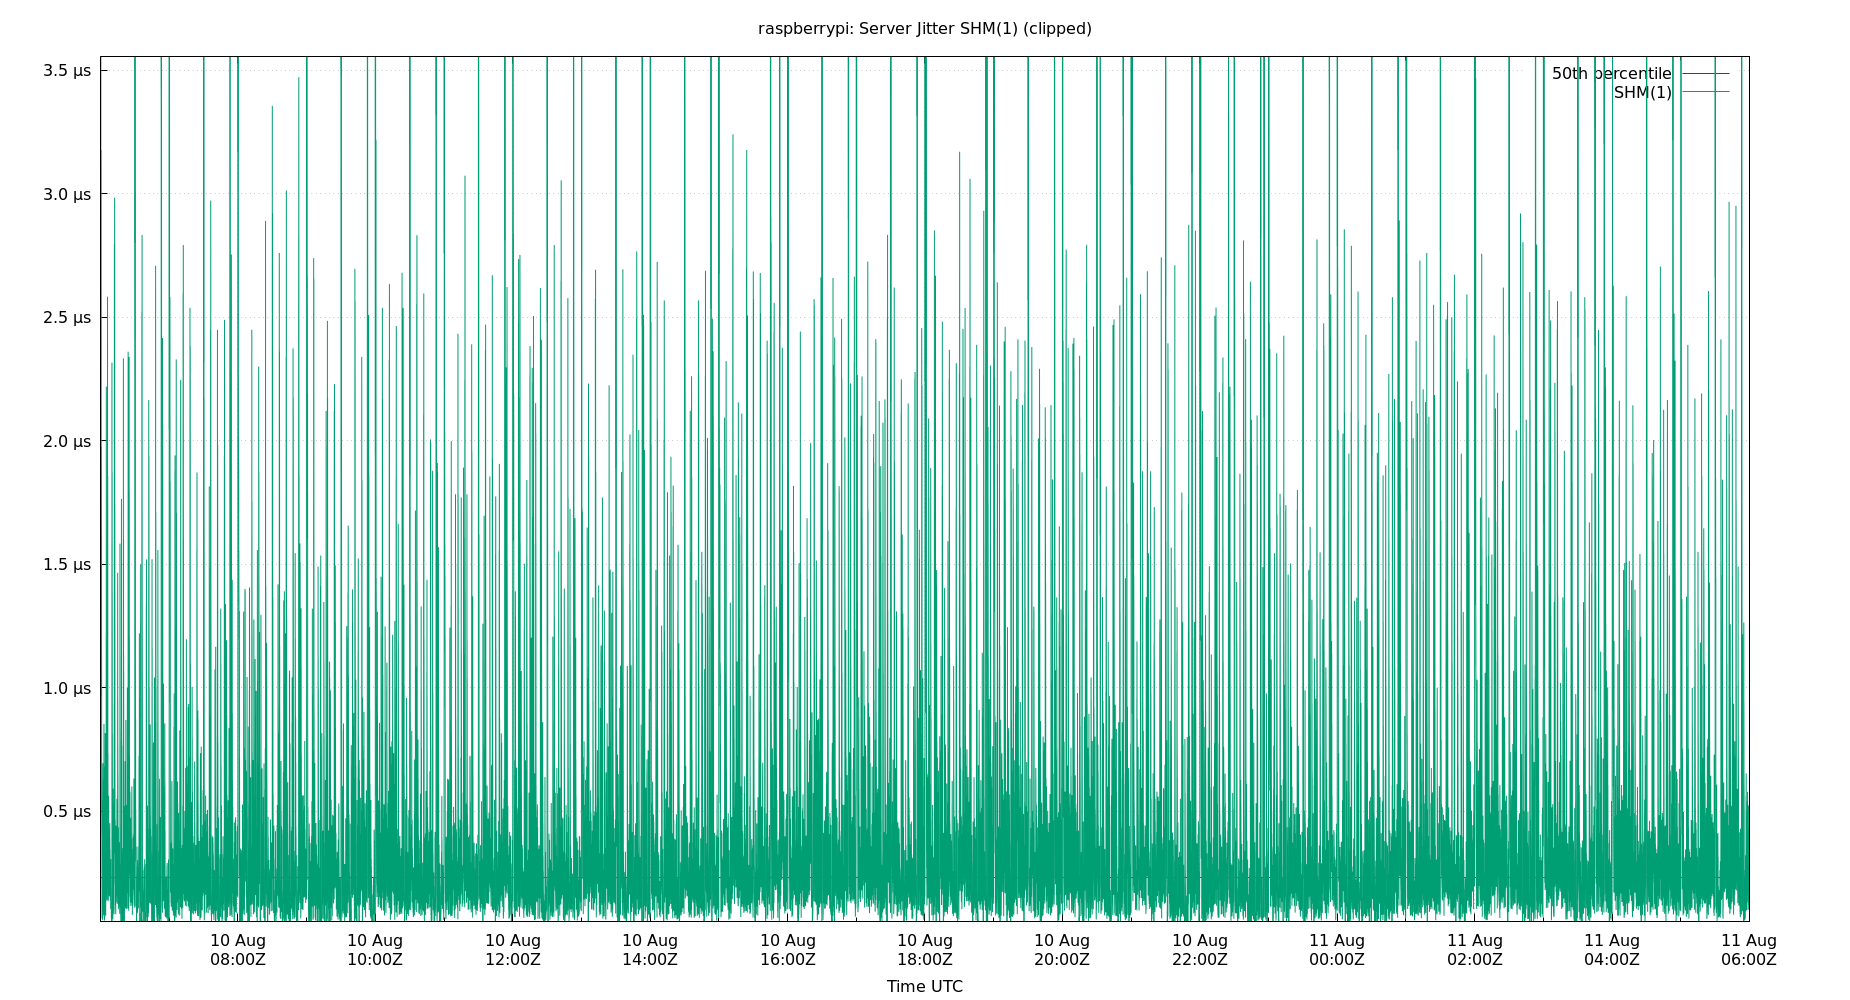 raspberrypi: Server Jitter SHM(1) (clipped)
3.5 µs
3.0 µs
2.5 µs
2.0 µs
1.5 µs
1.0 µs
0.5 µs
50th percentile
SHM(1)
10 Aug 10 Aug 10 Aug 10 Aug 10 Aug 10 Aug 10 Aug 10 Aug 11 Aug 11 Aug 11 Aug 11 Aug
08:00Z 10:00Z 12:00Z 14:00Z 16:00Z 18:00Z 20:00Z 22:00Z 00:00Z 02:00Z 04:00Z 06:00Z
Time UTC